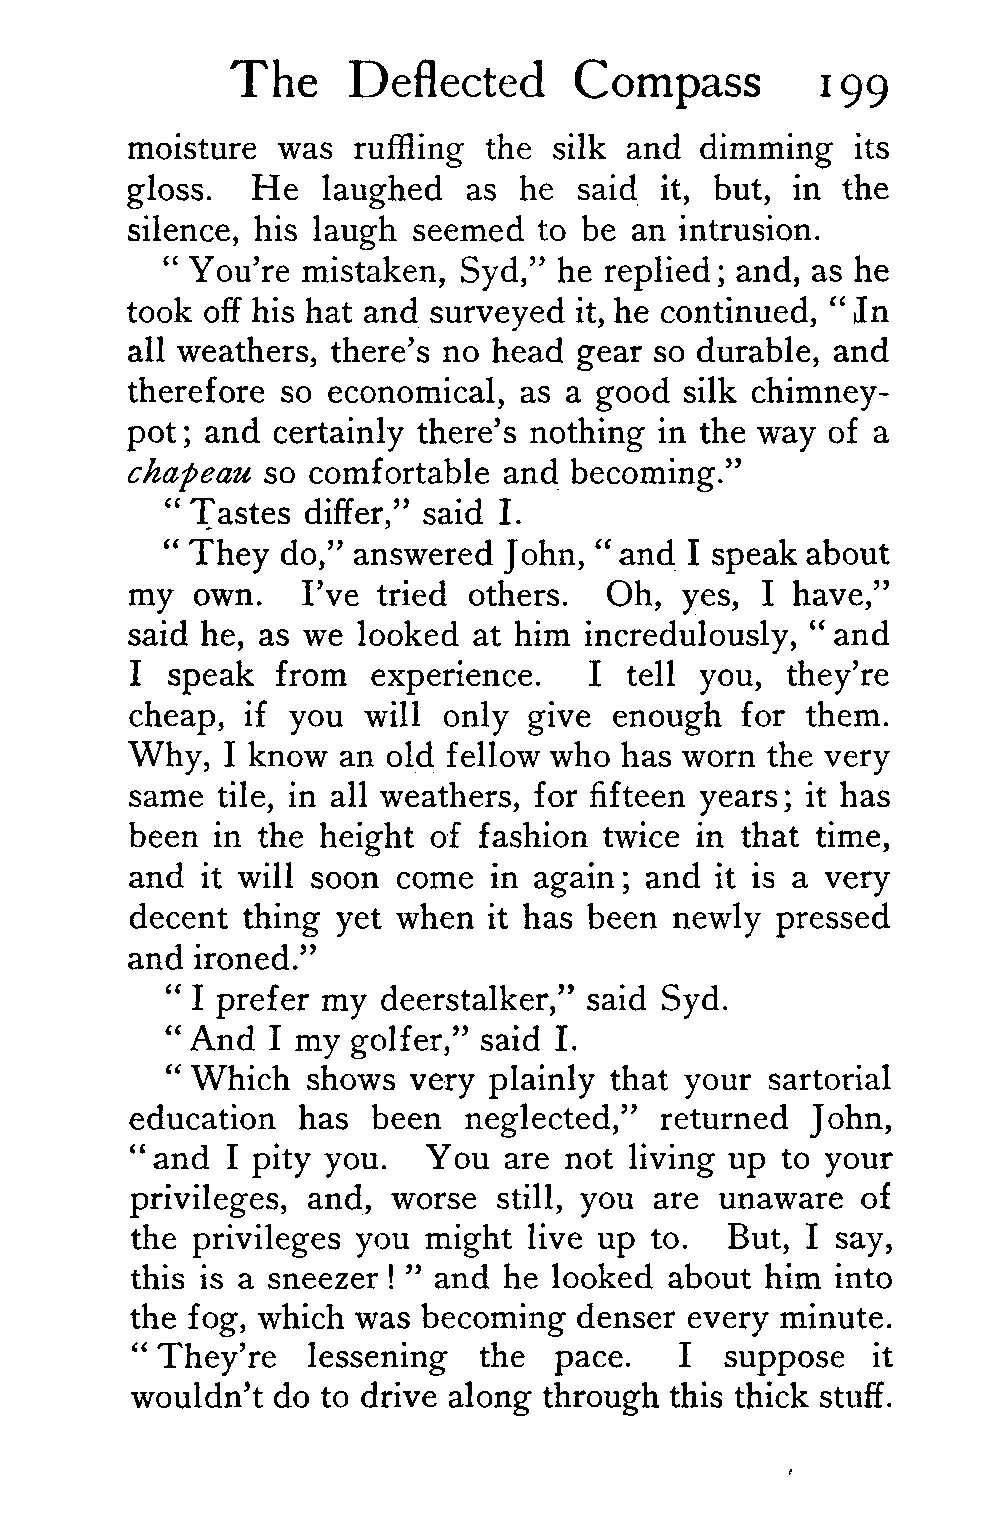 The Deflected Compass 199
moisture was ruffling the silk and dimming its
gloss. He laughed as he said it, but, in the
silence, his laugh seemed to be an intrusion.
“ You’re mistaken, Syd,” he replied; and, as he
took off his hat and surveyed it, he continued, “ In
all weathers, there’s no head gear so durable, and
therefore so economical, as a good silk chimney-
pot; and certainly there’s nothing in the way of a
chapeau so comfortable and becoming.”
“ Tastes differ,” said I.
“ They do,” answered John, “ and I speak about
my own. I’ve tried others. Oh, yes, I have,”
said he, as we looked at him incredulously, “ and
I speak from experience. I tell you, they’re
cheap, if you will only give enough for them.
Why, I know an old fellow who has worn the very
same tile, in all weathers, for fifteen years; it has
been in the height of fashion twice in that time,
and it will soon come in again; and it is a very
decent thing yet when it has been newly pressed
and ironed.”
“ I prefer my deerstalker,” said Syd.
“ And I my golfer,” said I.
“ Which shows very plainly that your sartorial
education has been neglected,” returned John,
“ and I pity you. You are not living up to your
privileges, and, worse still, you are unaware of
the privileges you might live up to. But, I say,
this is a sneezer ! ” and he looked about him into
the fog, which was becoming denser every minute.
“ They’re lessening the pace. I suppose it
wouldn’t do to drive along through this thick stuff.